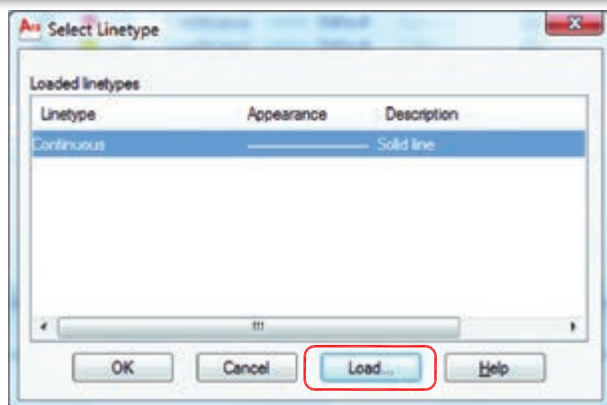 Select Linetype
Loaded linetypes
Linetype Appearance Description
Continuous Solid line
OK Cancel Load... Help